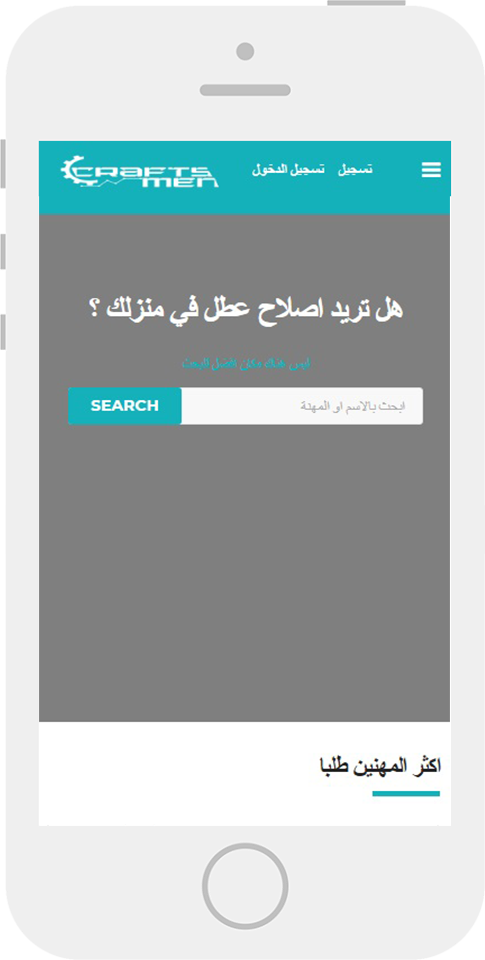 CRAFTS
MEN
تسجيل تسجيل الدخول
هل تريد اصلاح عطل في منزلك ؟
ليس هناك مكان افضل للبحث
ابحث بالاسم او المهنة
SEARCH
اكثر المهنين طلبا